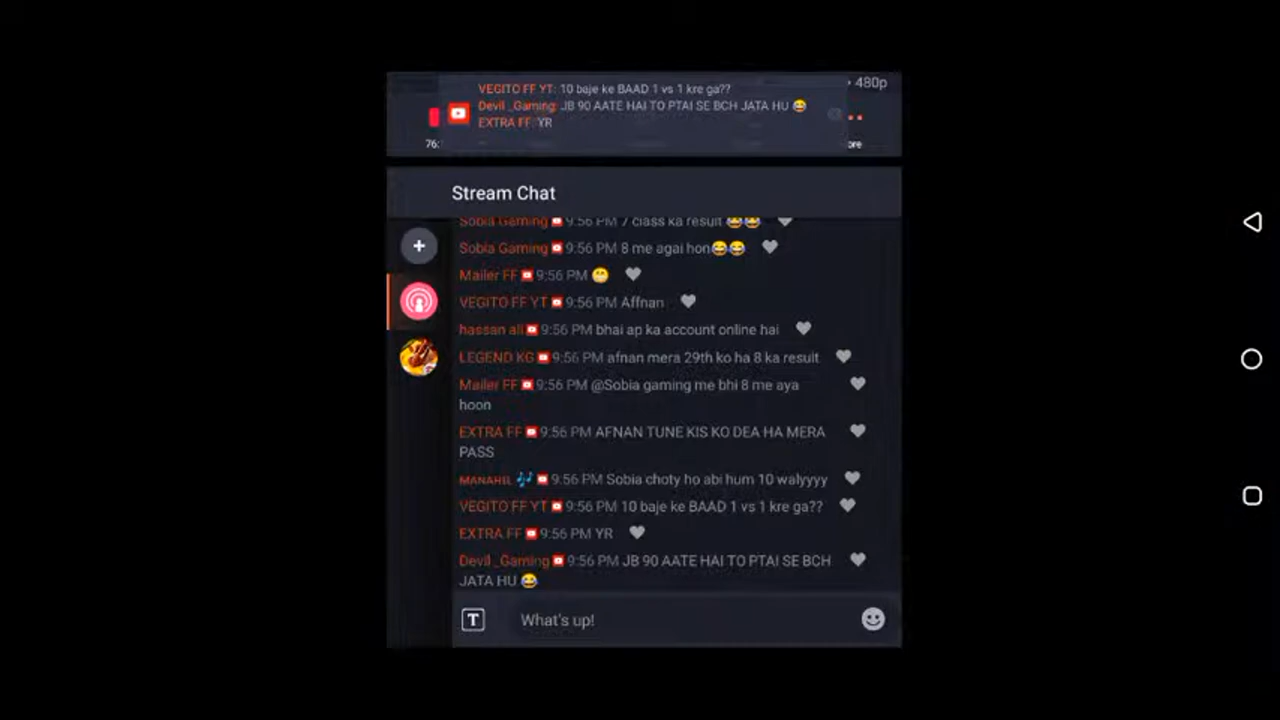 VEGITO FF YT: 10 baje ke BAAD 1 vs 1 kre ga??
480p
Devil_Gaming: JB 90 AATE HAI TO PTAI SE BCH JATA HU 😂
EXTRA FF: YR
76:
ore
Stream Chat
Sobia Gaming 9:56 PM 7 class ka result 😂😂
Sobia Gaming 9:56 PM 8 me agai hon😂😂
Mailer FF 9:56 PM 😁
VEGITO FF YT 9:56 PM Affnan
hassan ali 9:56 PM bhai ap ka account online hai
LEGEND KG 9:56 PM afnan mera 29th ko ha 8 ka result
Mailer FF 9:56 PM @Sobia gaming me bhi 8 me aya
hoon
EXTRA FF 9:56 PM AFNAN TUNE KIS KO DEA HA MERA
PASS
MANAHIL 🎶 9:56 PM Sobia choty ho abi hum 10 walyyyy
VEGITO FF YT 9:56 PM 10 baje ke BAAD 1 vs 1 kre ga??
EXTRA FF 9:56 PM YR
Devil_Gaming 9:56 PM JB 90 AATE HAI TO PTAI SE BCH
JATA HU 😂
T
What's up!